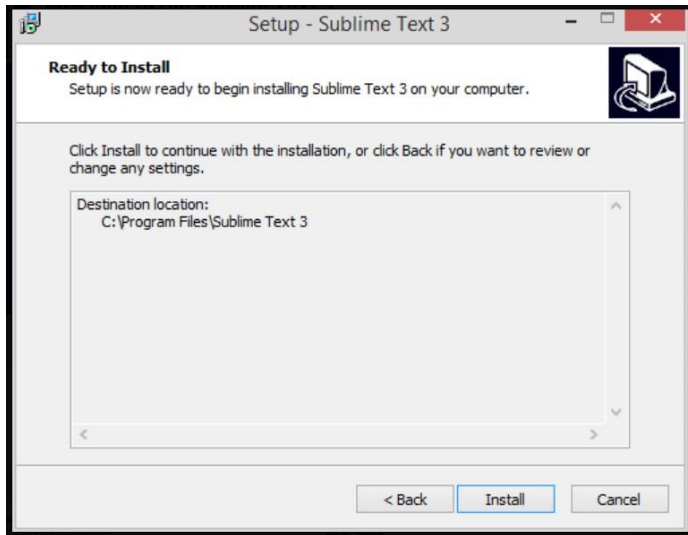 Setup - Sublime Text 3
Ready to Install
Setup is now ready to begin installing Sublime Text 3 on your computer.
Click Install to continue with the installation, or click Back if you want to review or
change any settings.
Destination location:
C:\Program Files\Sublime Text 3
< Back
Install
Cancel